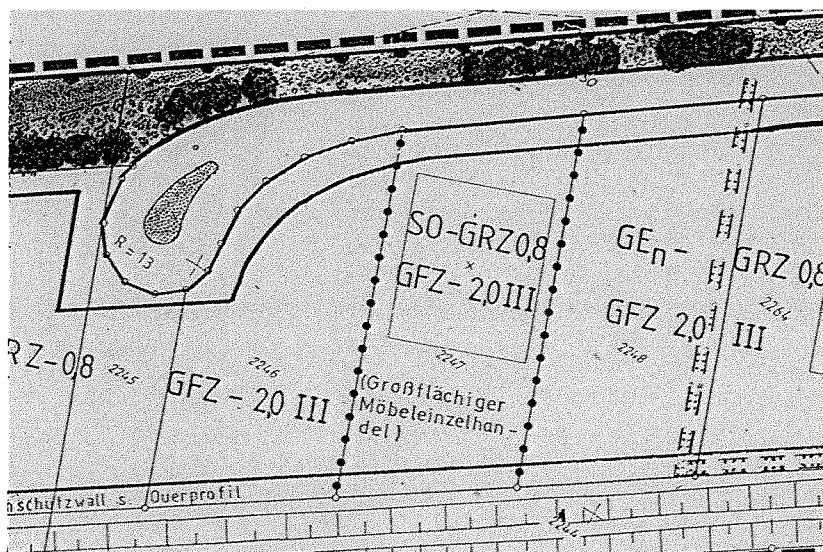 R = 13
SO-GRZ 0,8
GFZ- 2,0 III
GEn -
GRZ 0,8
GFZ 2,0 III
2264
2248
2247
RZ-0,8
2245
2246
GFZ - 2,0 III
(Großflächiger
Möbeleinzelhan -
del)
schutzwall s. Querprofil
2244